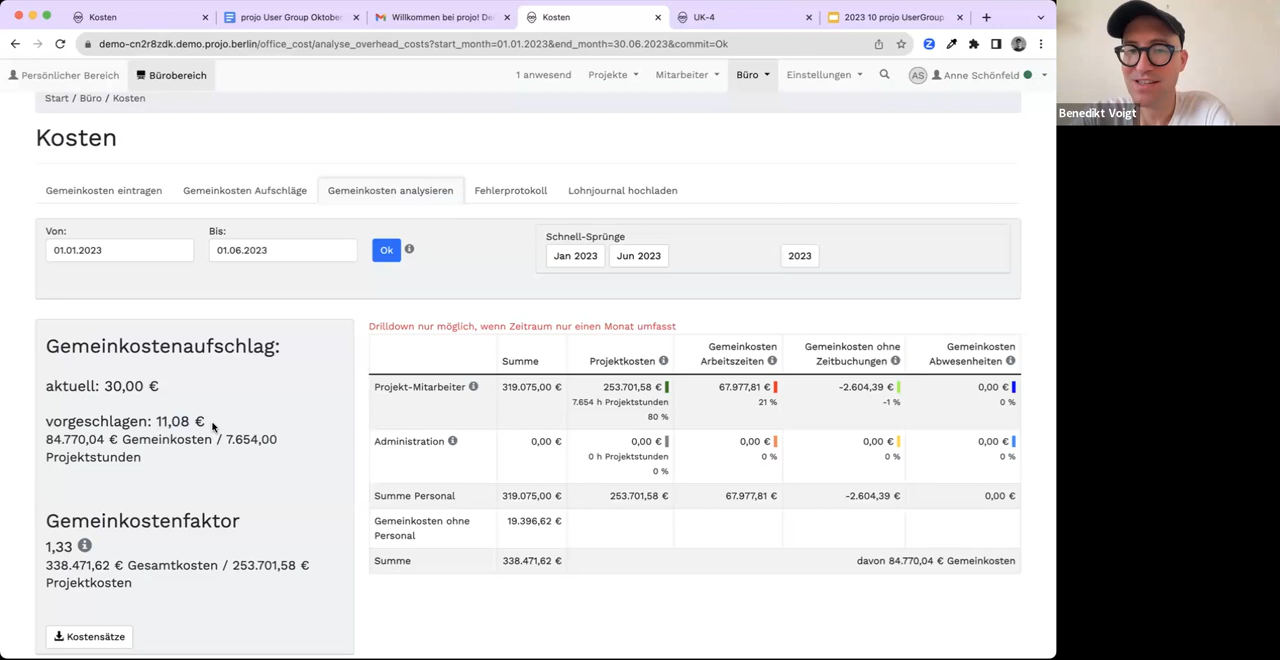 Kosten
projo User Group Oktober
Willkommen bei projo! De
Kosten
UK-4
2023 10 projo UserGroup
demo-cn2r8zdk.demo.projo.berlin/office_cost/analyse_overhead_costs?start_month=01.01.2023&end_month=30.06.2023&commit=Ok
Persönlicher Bereich
Bürobereich
1 anwesend
Projekte
Mitarbeiter
Büro
Einstellungen
AS
Anne Schönfeld
Benedikt Voigt
Start / Büro / Kosten
Kosten
Gemeinkosten eintragen
Gemeinkosten Aufschläge
Gemeinkosten analysieren
Fehlerprotokoll
Lohnjournal hochladen
Von:
Bis:
01.01.2023
01.06.2023
Ok
Schnell-Sprünge
Jan 2023
Jun 2023
2023
Gemeinkostenaufschlag:
aktuell: 30,00 €
vorgeschlagen: 11,08 €
84.770,04 € Gemeinkosten / 7.654,00
Projektstunden
Gemeinkostenfaktor
1,33
338.471,62 € Gesamtkosten / 253.701,58 €
Projektkosten
Kostensätze
Drilldown nur möglich, wenn Zeitraum nur einen Monat umfasst
Summe
Projektkosten
Gemeinkosten
Arbeitszeiten
Gemeinkosten ohne
Zeitbuchungen
Gemeinkosten
Abwesenheiten
Projekt-Mitarbeiter
319.075,00 €
253.701,58 €
7.654 h Projektstunden
80 %
67.977,81 €
21 %
-2.604,39 €
-1 %
0,00 €
0 %
Administration
0,00 €
0,00 €
0 h Projektstunden
0 %
0,00 €
0 %
0,00 €
0 %
0,00 €
0 %
Summe Personal
319.075,00 €
253.701,58 €
67.977,81 €
-2.604,39 €
0,00 €
Gemeinkosten ohne
Personal
19.396,62 €
Summe
338.471,62 €
davon 84.770,04 € Gemeinkosten